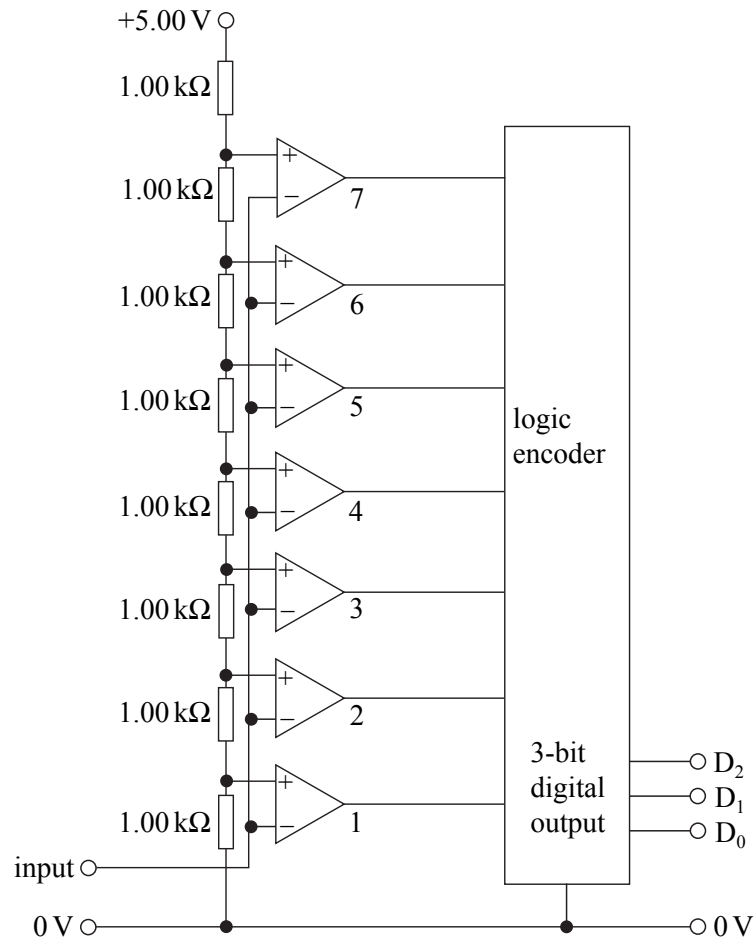 +5.00 V
1.00 kΩ
+
1.00 kΩ
−
7
+
1.00 kΩ
−
6
+
1.00 kΩ
−
5
logic
encoder
+
1.00 kΩ
−
4
+
1.00 kΩ
−
3
+
1.00 kΩ
−
2
3-bit
digital
output
D2
D1
D0
+
1.00 kΩ
−
1
input
0 V
0 V